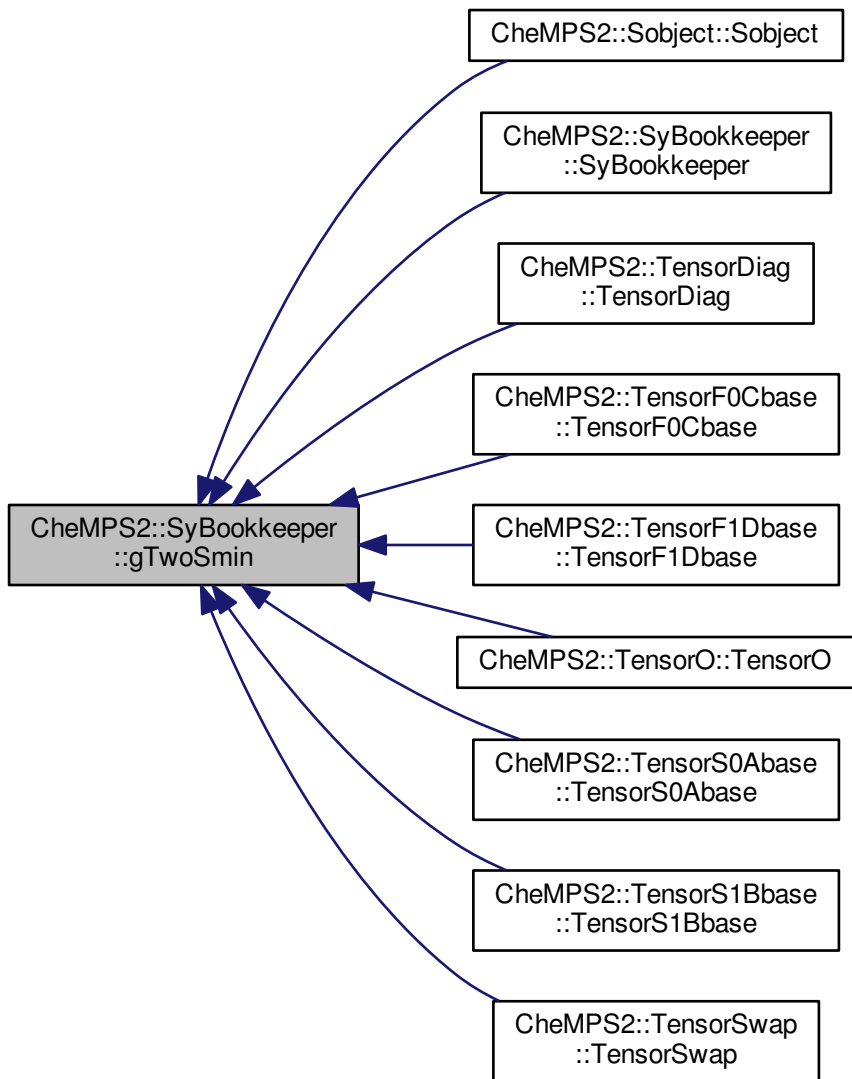 CheMPS2::Sobject::Sobject
CheMPS2::SyBookkeeper
::SyBookkeeper
CheMPS2::TensorDiag
::TensorDiag
CheMPS2::TensorF0Cbase
::TensorF0Cbase
CheMPS2::SyBookkeeper
::gTwoSmin
CheMPS2::TensorF1Dbase
::TensorF1Dbase
CheMPS2::TensorO::TensorO
CheMPS2::TensorS0Abase
::TensorS0Abase
CheMPS2::TensorS1Bbase
::TensorS1Bbase
CheMPS2::TensorSwap
::TensorSwap